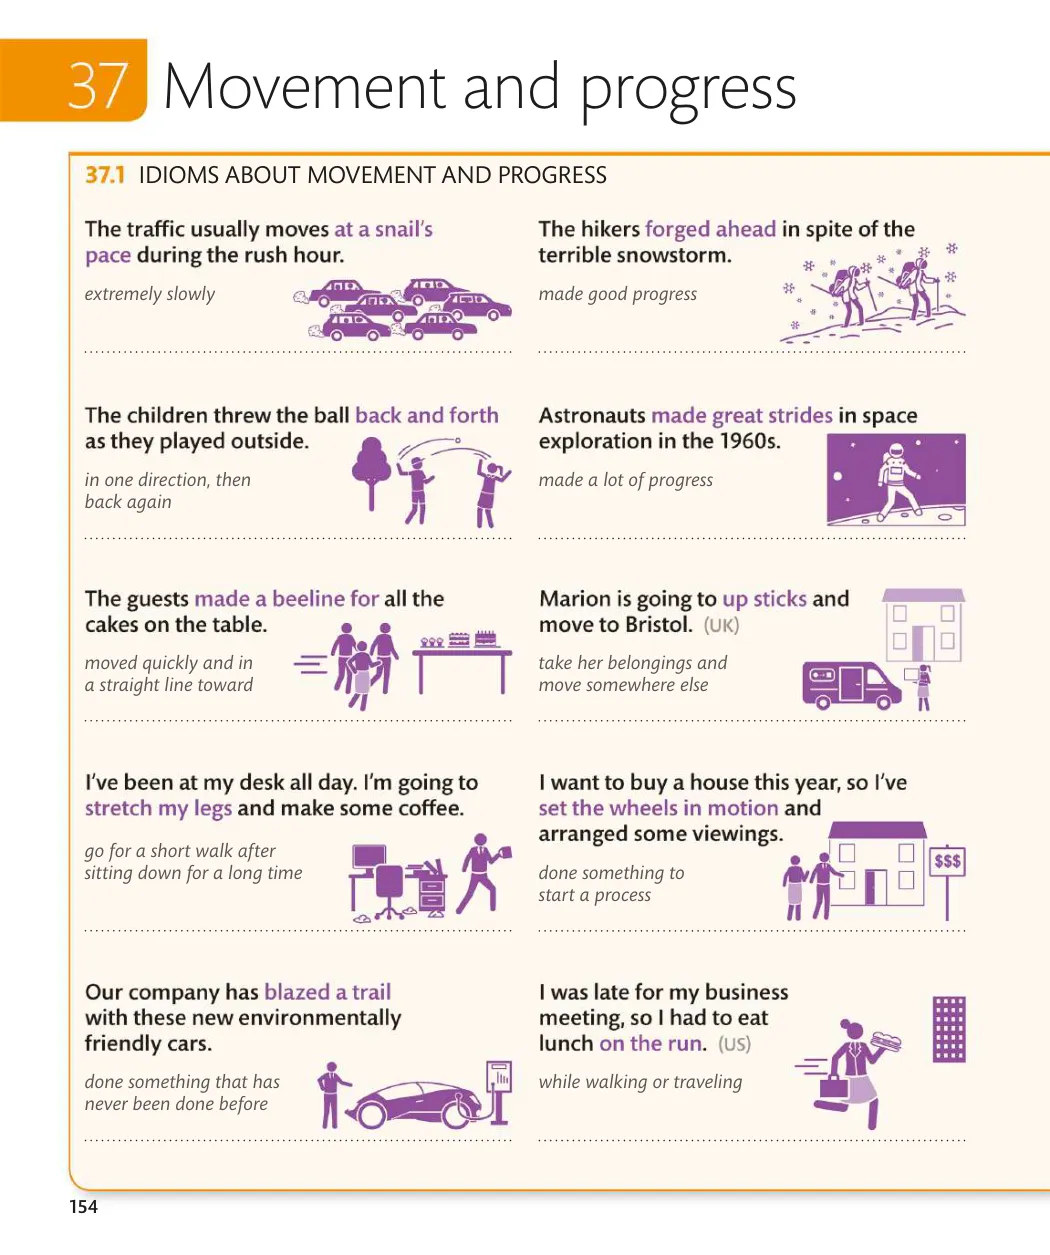 37 Movement and progress
37.1 IDIOMS ABOUT MOVEMENT AND PROGRESS
The traffic usually moves at a snail's
pace during the rush hour.
extremely slowly
The hikers forged ahead in spite of the
terrible snowstorm.
made good progress
The children threw the ball back and forth
as they played outside.
in one direction, then
back again
Astronauts made great strides in space
exploration in the 1960s.
made a lot of progress
The guests made a beeline for all the
cakes on the table.
moved quickly and in
a straight line toward
Marion is going to up sticks and
move to Bristol. (UK)
take her belongings and
move somewhere else
I've been at my desk all day. I'm going to
stretch my legs and make some coffee.
go for a short walk after
sitting down for a long time
I want to buy a house this year, so I've
set the wheels in motion and
arranged some viewings.
done something to
start a process
$$$
Our company has blazed a trail
with these new environmentally
friendly cars.
done something that has
never been done before
I was late for my business
meeting, so I had to eat
lunch on the run. (US)
while walking or traveling
154